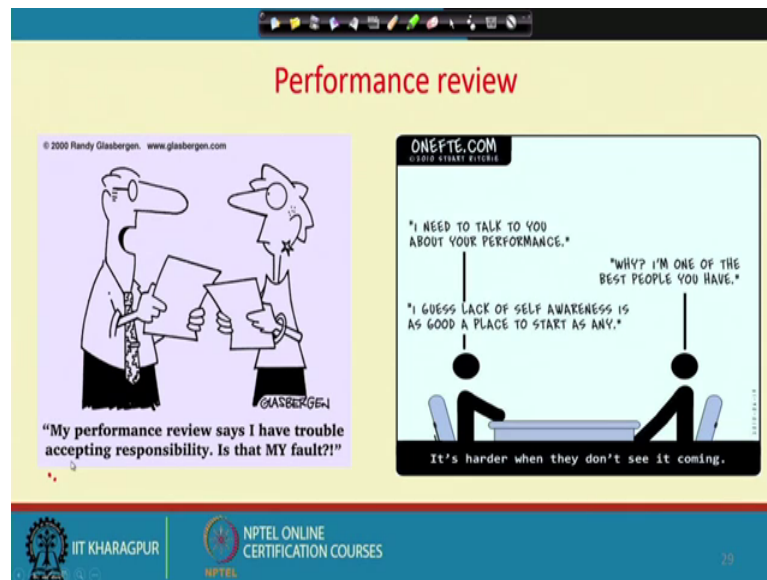 Performance review
© 2000 Randy Glasbergen. www.glasbergen.com
GLASBERGEN
"My performance review says I have trouble
accepting responsibility. Is that MY fault?!"
ONEFTE.COM
©2010 STUART RITCHIE
"I NEED TO TALK TO YOU
ABOUT YOUR PERFORMANCE."
"WHY? I'M ONE OF THE
BEST PEOPLE YOU HAVE."
"I GUESS LACK OF SELF AWARENESS IS
AS GOOD A PLACE TO START AS ANY."
It's harder when they don't see it coming.
IIT KHARAGPUR
NPTEL
NPTEL ONLINE
CERTIFICATION COURSES
29